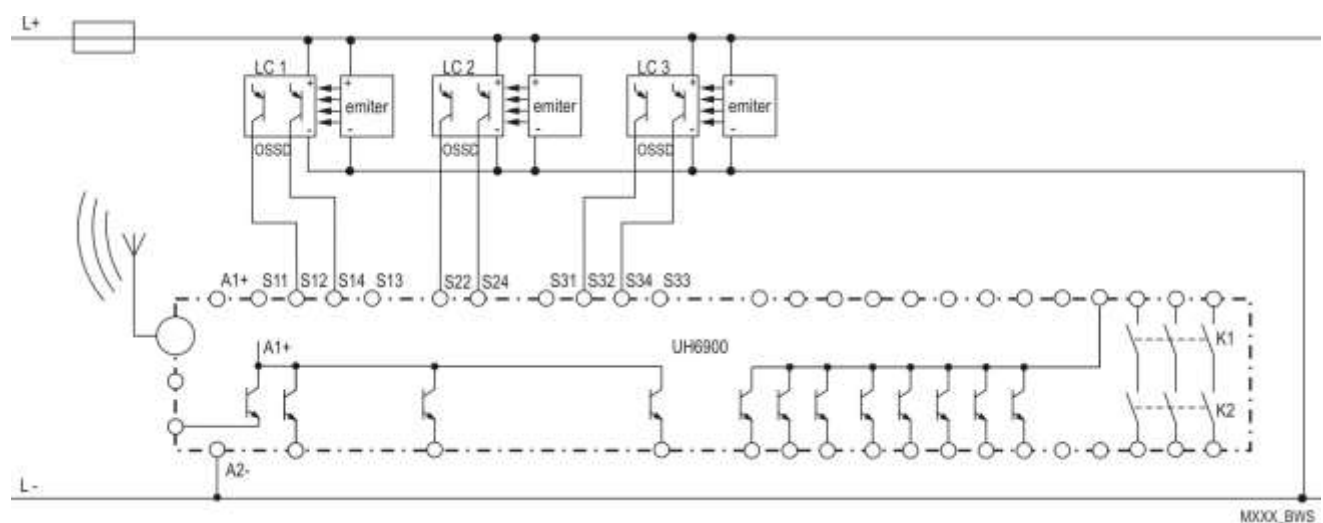 L+
LC 1
LC 2
LC 3
+ + + + + +
emiter emiter emiter
- - - - - -
OSSD OSSD OSSD
A1+ S11 S12 S14 S13 S22 S24 S31 S32 S34 S33
A1+ UH6900 K1
K2
A2-
L -
MXXX_BWS